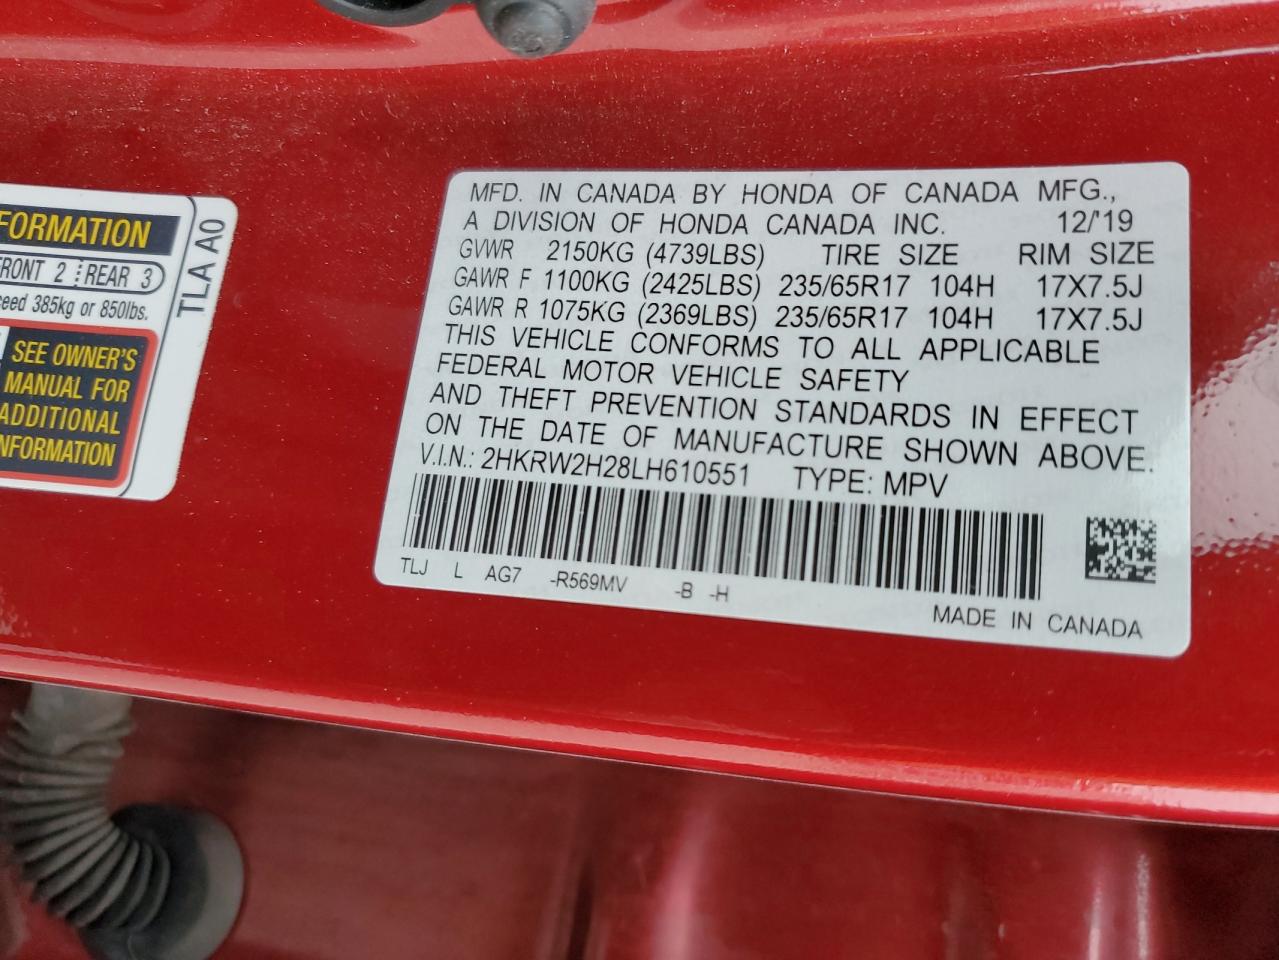 FORMATION
FRONT 2 REAR 3
ceed 385kg or 850lbs.
SEE OWNER'S
MANUAL FOR
ADDITIONAL
NFORMATION
TLA A0
MFD. IN CANADA BY HONDA OF CANADA MFG.,
A DIVISION OF HONDA CANADA INC. 12/'19
GVWR 2150KG (4739LBS) TIRE SIZE RIM SIZE
GAWR F 1100KG (2425LBS) 235/65R17 104H 17X7.5J
GAWR R 1075KG (2369LBS) 235/65R17 104H 17X7.5J
THIS VEHICLE CONFORMS TO ALL APPLICABLE
FEDERAL MOTOR VEHICLE SAFETY
AND THEFT PREVENTION STANDARDS IN EFFECT
ON THE DATE OF MANUFACTURE SHOWN ABOVE.
V.I.N.: 2HKRW2H28LH610551 TYPE: MPV
TLJ L AG7 -R569MV -B -H
MADE IN CANADA